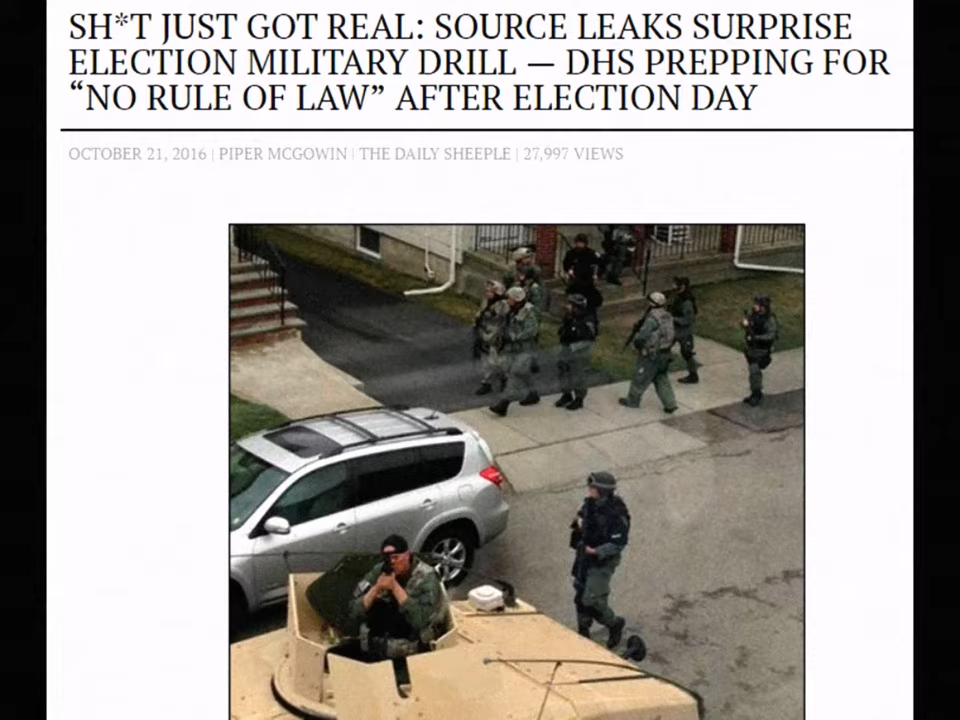 SH*T JUST GOT REAL: SOURCE LEAKS SURPRISE
ELECTION MILITARY DRILL — DHS PREPPING FOR
“NO RULE OF LAW” AFTER ELECTION DAY
OCTOBER 21, 2016 | PIPER MCGOWIN | THE DAILY SHEEPLE | 27,997 VIEWS